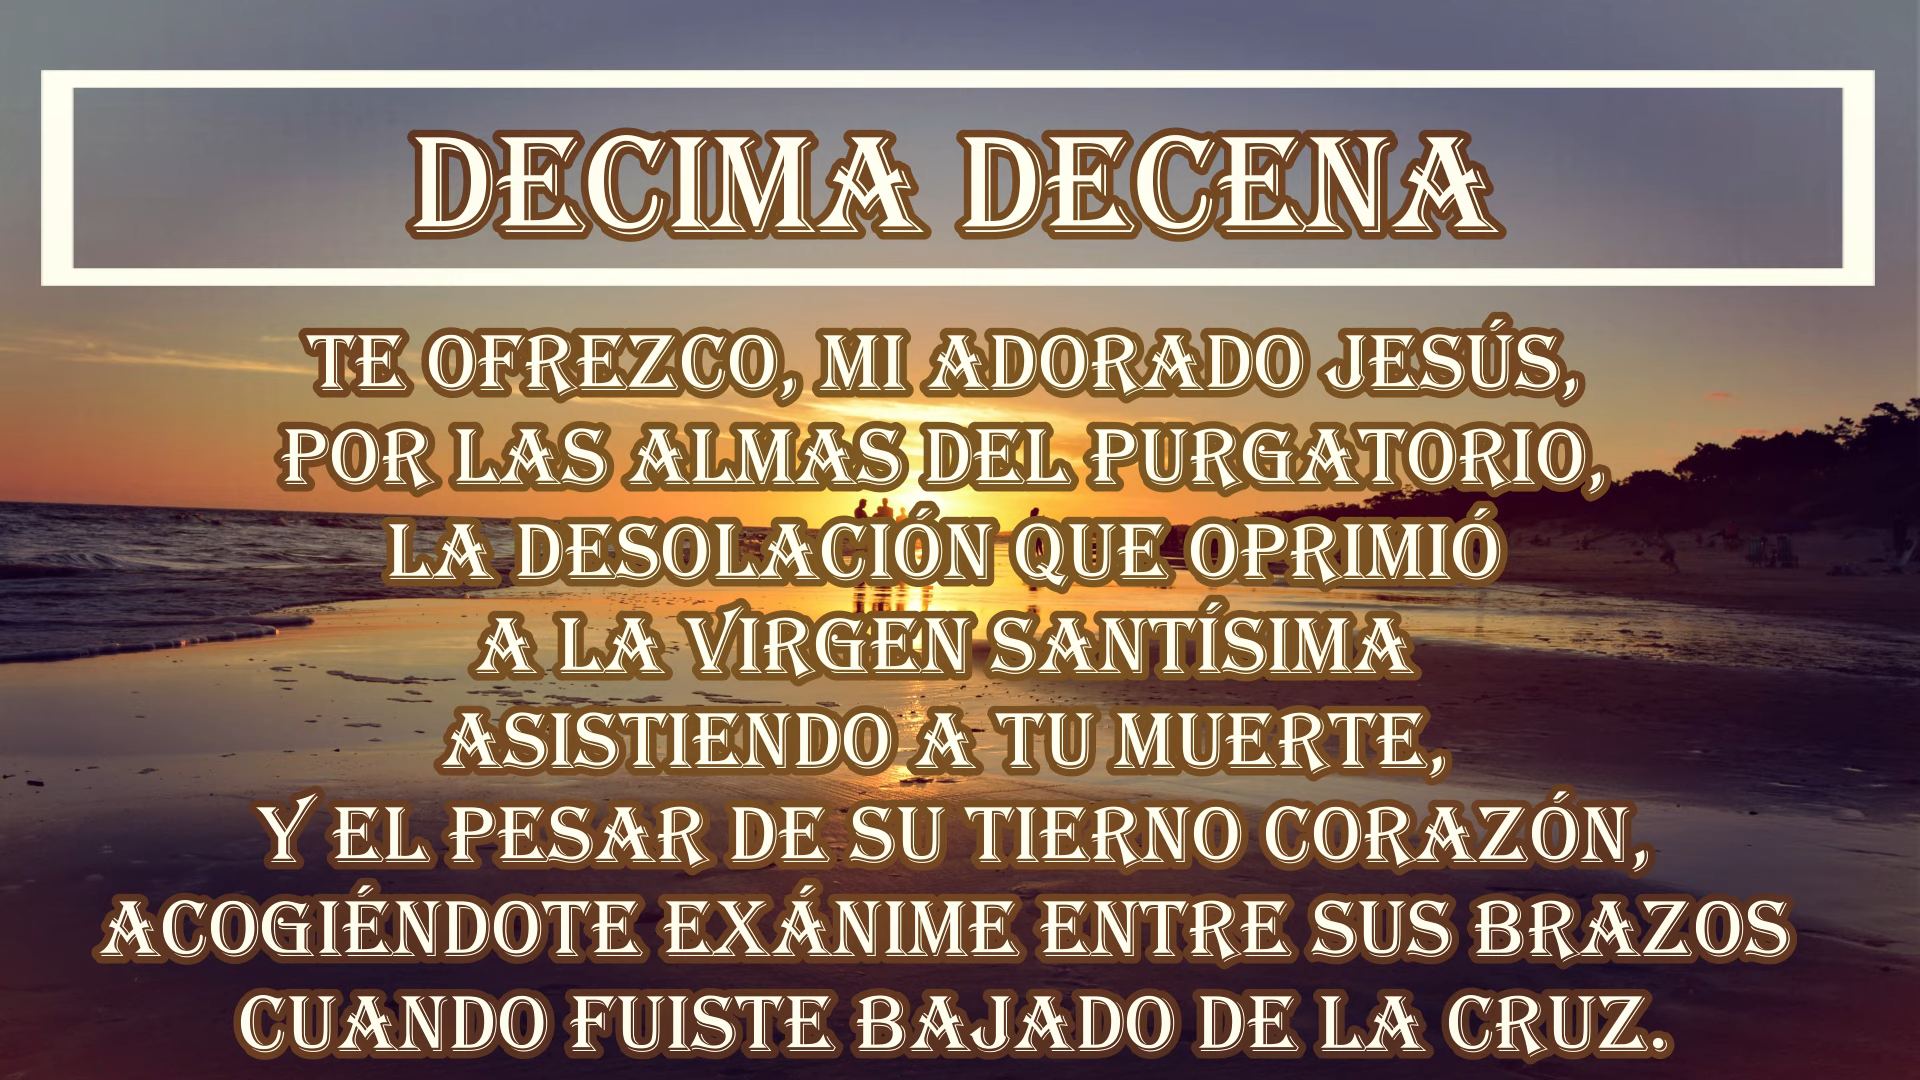 DECIMA DECENA
TE OFREZCO, MI ADORADO JESÚS,
POR LAS ALMAS DEL PURGATORIO,
LA DESOLACIÓN QUE OPRIMIÓ
A LA VIRGEN SANTÍSIMA
ASISTIENDO A TU MUERTE,
Y EL PESAR DE SU TIERNO CORAZÓN,
ACOGIÉNDOTE EXÁNIME ENTRE SUS BRAZOS
CUANDO FUISTE BAJADO DE LA CRUZ.